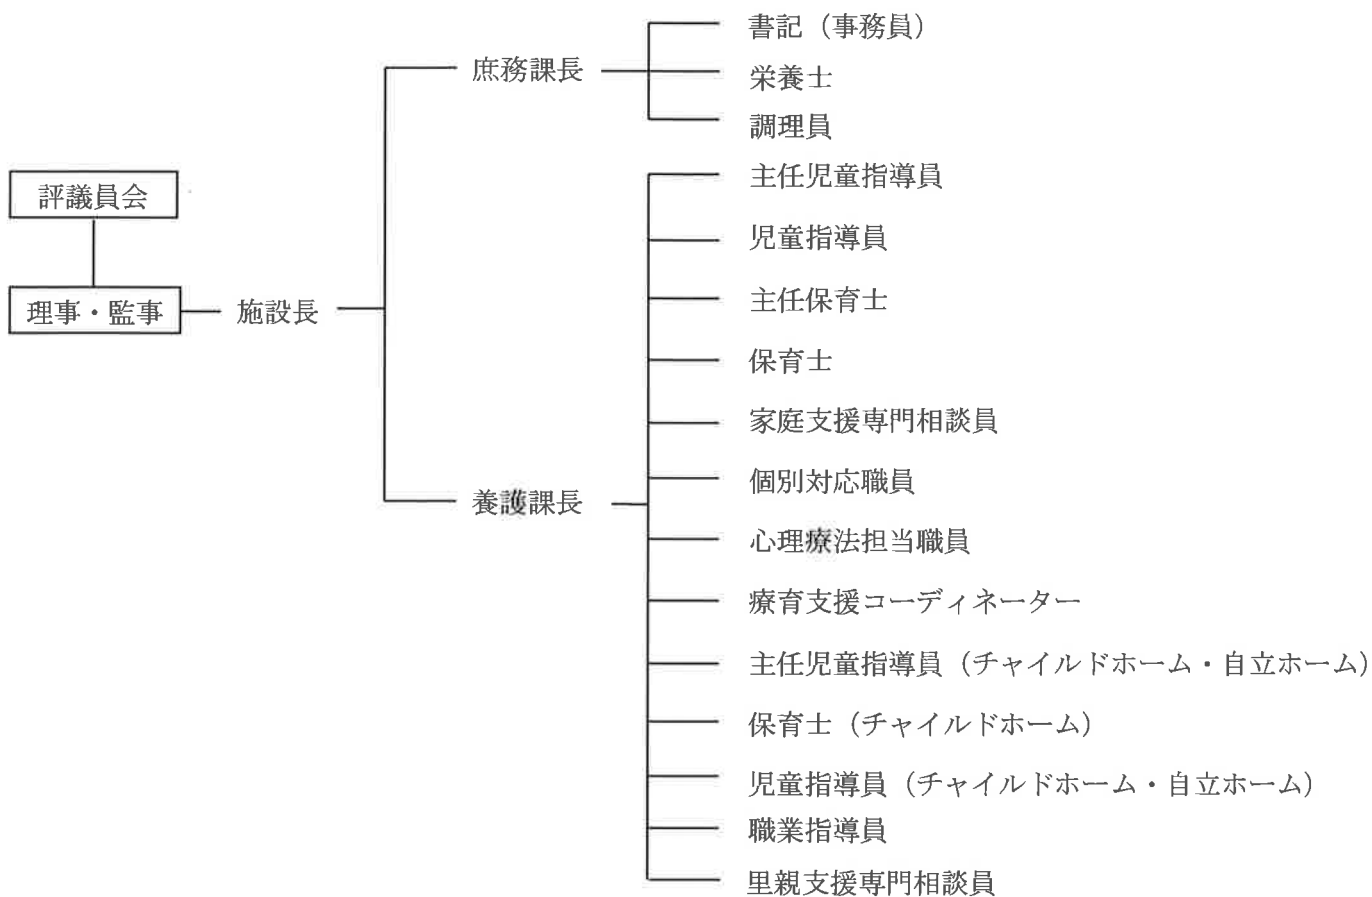 書記（事務員）
庶務課長
栄養士
調理員
評議員会
理事・監事
施設長
養護課長
主任児童指導員
児童指導員
主任保育士
保育士
家庭支援専門相談員
個別対応職員
心理療法担当職員
療育支援コーディネーター
主任児童指導員（チャイルドホーム・自立ホーム）
保育士（チャイルドホーム）
児童指導員（チャイルドホーム・自立ホーム）
職業指導員
里親支援専門相談員